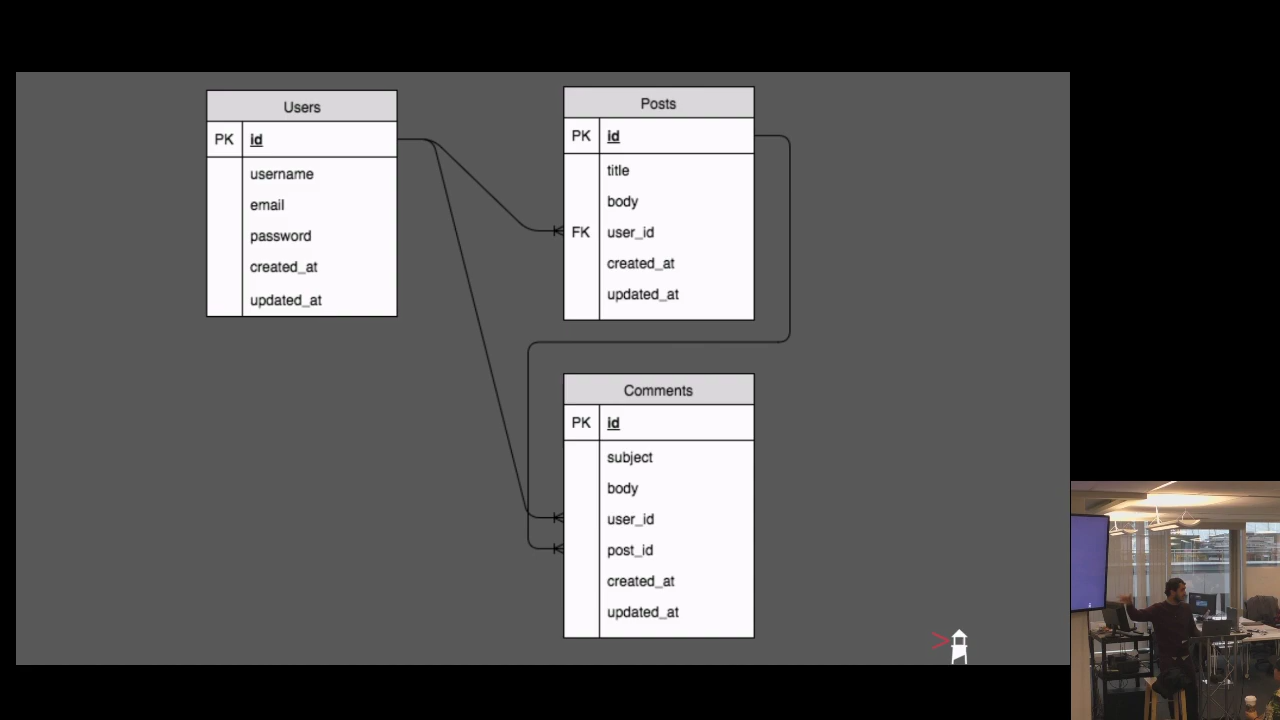 Users
PK id
username
email
password
created_at
updated_at
Posts
PK id
title
body
FK user_id
created_at
updated_at
Comments
PK id
subject
body
user_id
post_id
created_at
updated_at